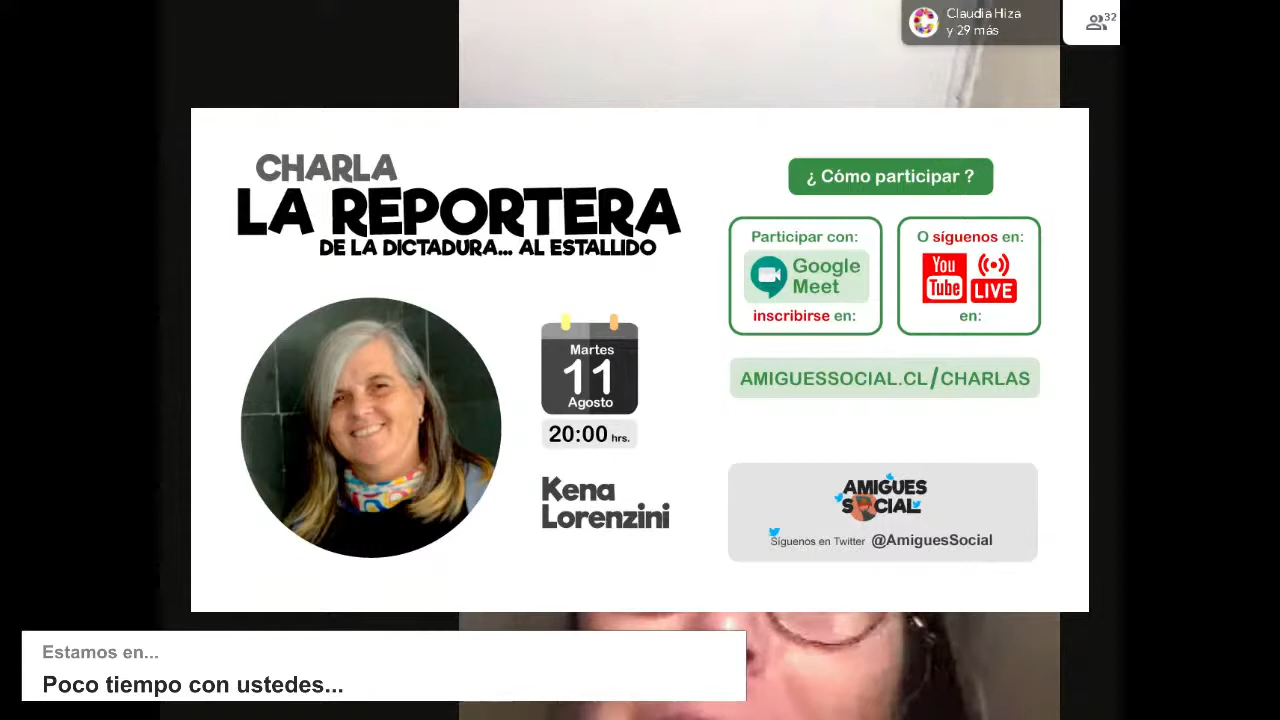 Claudia Hiza
y 29 más
32
CHARLA
LA REPORTERA
DE LA DICTADURA... AL ESTALLIDO
Martes
11
Agosto
20:00 hrs.
Kena
Lorenzini
¿ Cómo participar ?
Participar con:
Google
Meet
inscribirse en:
O síguenos en:
You
Tube
LIVE
en:
AMIGUESSOCIAL.CL/CHARLAS
AMIGUES
SOCIAL
Síguenos en Twitter @AmiguesSocial
Estamos en...
Poco tiempo con ustedes...